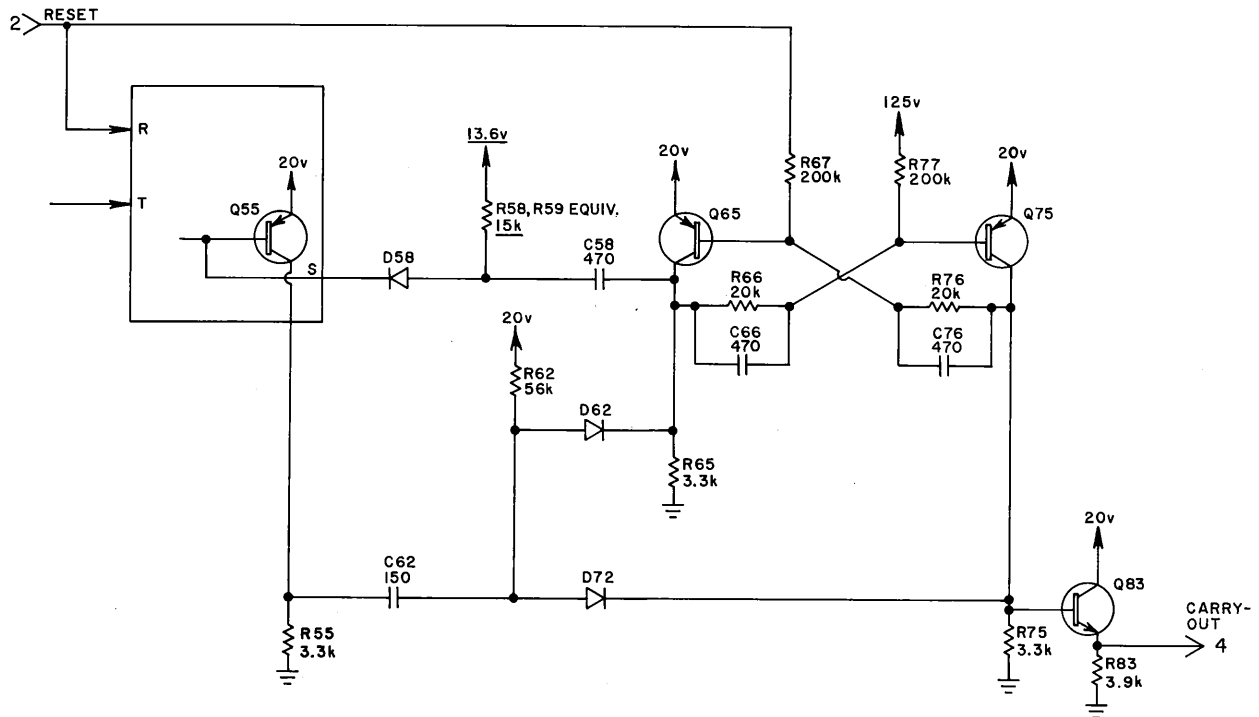 2 RESET
R
T
20v
Q55
S
D58
13.6v
R58, R59 EQUIV.
15k
C58
470
20v
Q65
R67
200k
125v
R77
200k
20v
Q75
R66
20k
C66
470
R76
20k
C76
470
20v
R62
56k
D62
R65
3.3k
C62
150
D72
R55
3.3k
20v
Q83
R75
3.3k
CARRY-
OUT
4
R83
3.9k